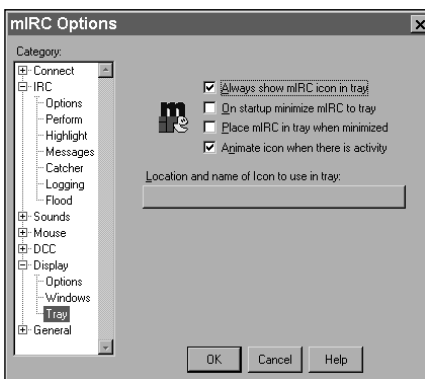 mIRC Options
Category:
Connect
IRC
Options
Perform
Highlight
Messages
Catcher
Logging
Flood
Sounds
Mouse
DCC
Display
Options
Windows
Tray
General
Always show mIRC icon in tray
On startup minimize mIRC to tray
Place mIRC in tray when minimized
Animate icon when there is activity
Location and name of Icon to use in tray:
OK Cancel Help